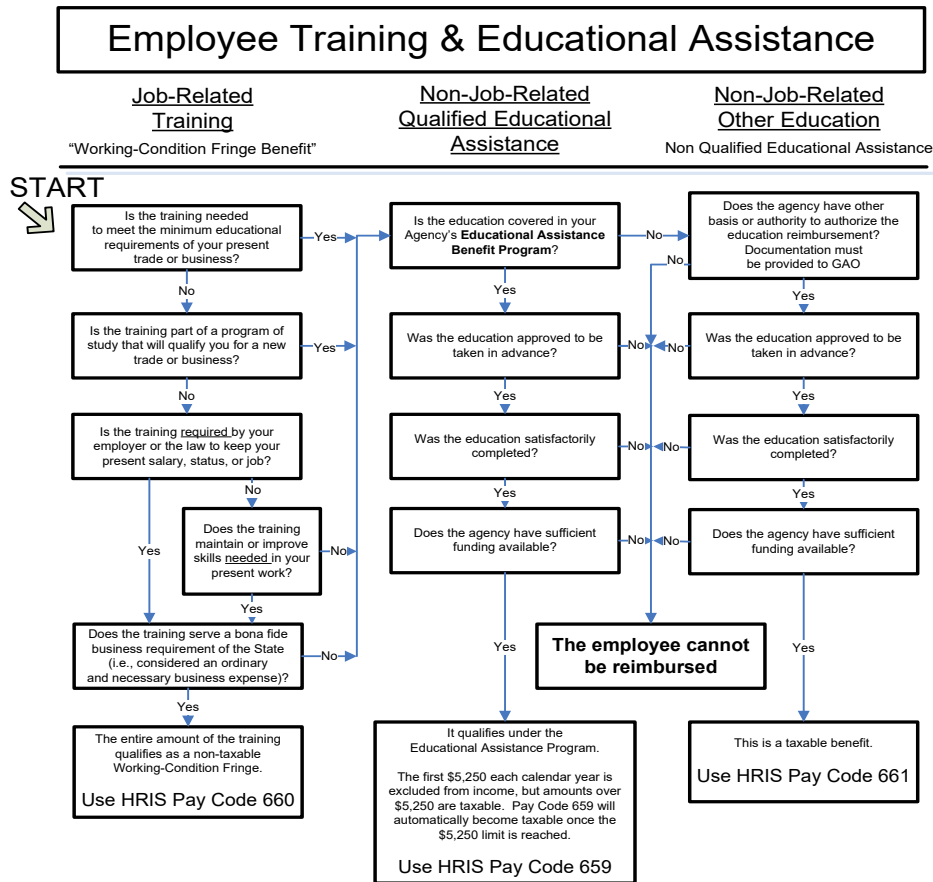 Employee Training & Educational Assistance
Job-Related
Training
“Working-Condition Fringe Benefit”
Non-Job-Related
Qualified Educational
Assistance
Non-Job-Related
Other Education
Non Qualified Educational Assistance
START
Is the training needed
to meet the minimum educational
requirements of your present
trade or business?
Yes
No
Is the training part of a program of
study that will qualify you for a new
trade or business?
Yes
No
Is the training required by your
employer or the law to keep your
present salary, status, or job?
No
Yes
Does the training
maintain or improve
skills needed in your
present work?
No
Yes
Does the training serve a bona fide
business requirement of the State
(i.e., considered an ordinary
and necessary business expense)?
No
Yes
The entire amount of the training
qualifies as a non-taxable
Working-Condition Fringe.
Use HRIS Pay Code 660
Is the education covered in your
Agency’s Educational Assistance
Benefit Program?
No
Yes
Was the education approved to be
taken in advance?
No
Yes
Was the education satisfactorily
completed?
No
Yes
Does the agency have sufficient
funding available?
No
Yes
It qualifies under the
Educational Assistance Program.
The first $5,250 each calendar year is
excluded from income, but amounts over
$5,250 are taxable. Pay Code 659 will
automatically become taxable once the
$5,250 limit is reached.
Use HRIS Pay Code 659
Does the agency have other
basis or authority to authorize the
education reimbursement?
Documentation must
be provided to GAO
No
Yes
Was the education approved to be
taken in advance?
No
Yes
Was the education satisfactorily
completed?
No
Yes
Does the agency have sufficient
funding available?
No
Yes
The employee cannot
be reimbursed
This is a taxable benefit.
Use HRIS Pay Code 661